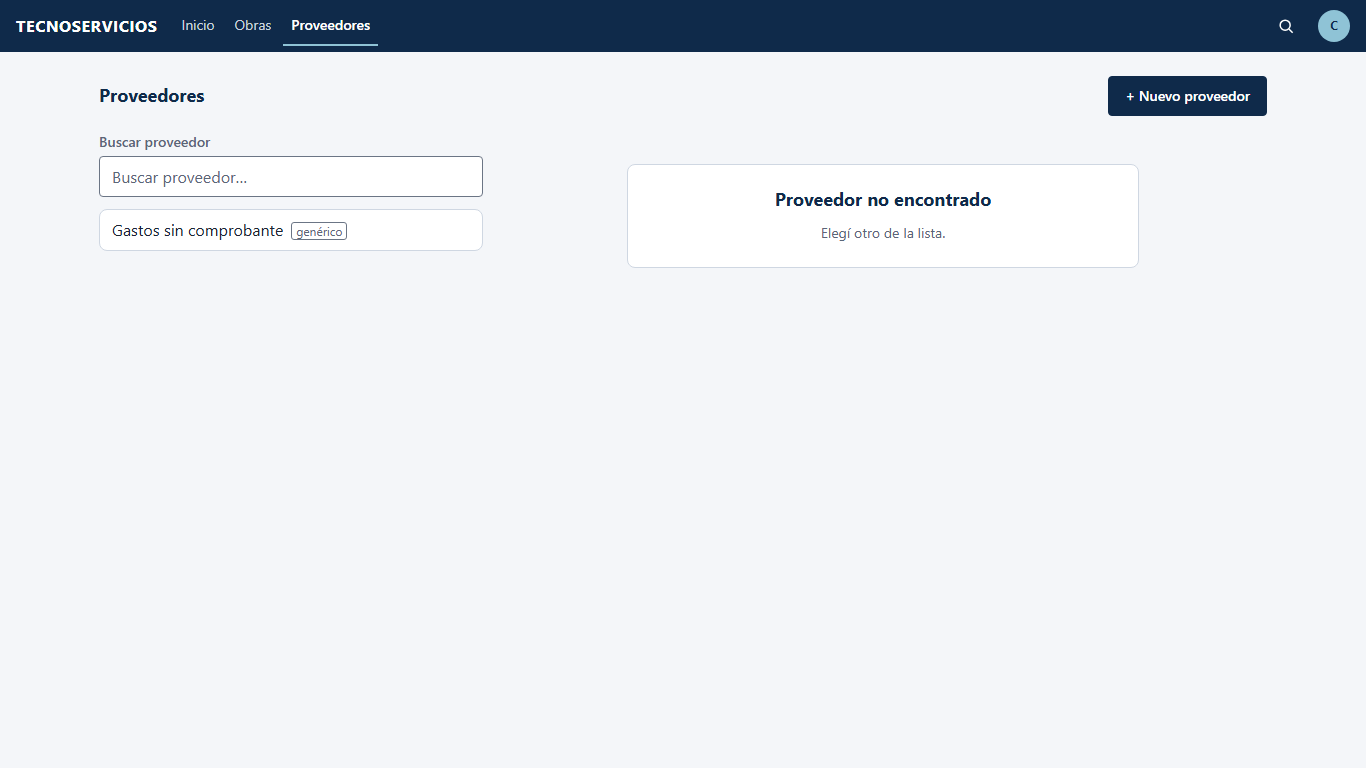 TECNOSERVICIOS Inicio Obras Proveedores C
Proveedores
+ Nuevo proveedor
Buscar proveedor
Buscar proveedor...
Gastos sin comprobante genérico
Proveedor no encontrado
Elegí otro de la lista.